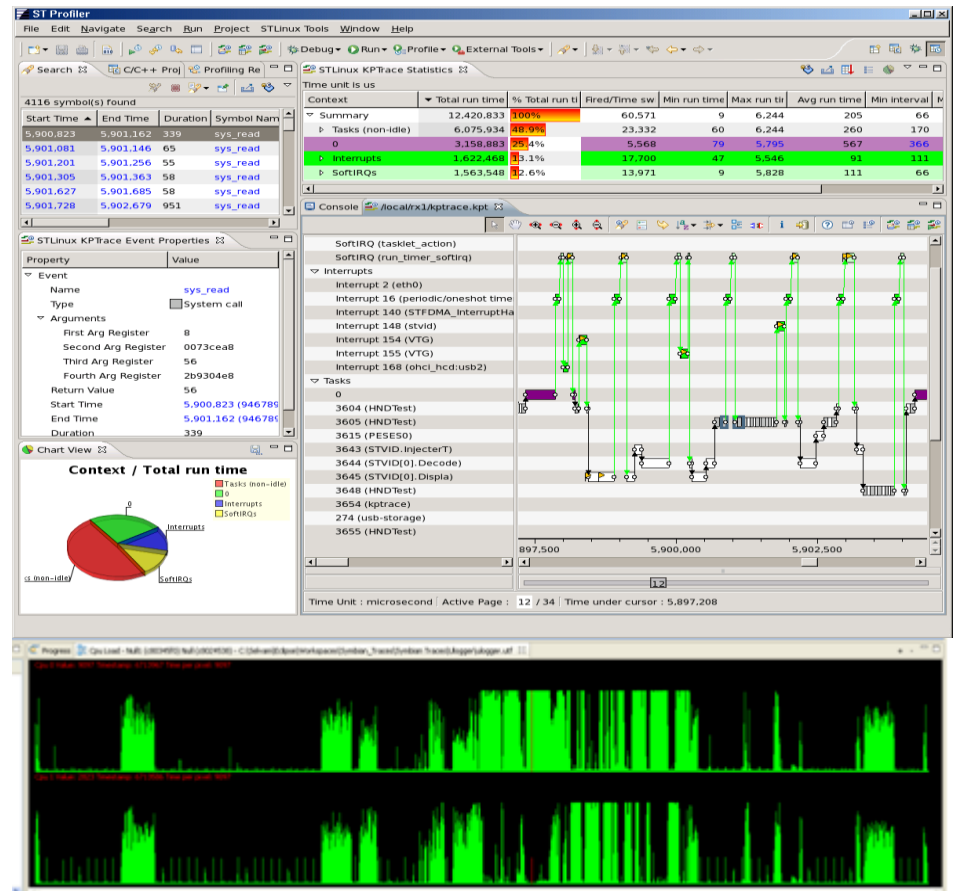 ST Profiler
File Edit Navigate Search Run Project STLinux Tools Window Help
Debug Run Profile External Tools
Search C/C++ Proj Profiling Re
4116 symbol(s) found
Start Time End Time Duration Symbol Nam
5,900,823 5,901,162 339 sys_read
5,901,081 5,901,146 65 sys_read
5,901,201 5,901,256 55 sys_read
5,901,305 5,901,363 58 sys_read
5,901,627 5,901,685 58 sys_read
5,901,728 5,902,679 951 sys_read
STLinux KPTrace Statistics
Time unit is us
Context Total run time % Total run ti Fired/Time sw Min run time Max run tir Avg run time Min interval M
Summary 12,420,833 100% 60,571 9 6,244 205 66
Tasks (non-idle) 6,075,934 48.9% 23,332 60 6,244 260 170
0 3,158,883 25.4% 5,568 79 5,795 567 366
Interrupts 1,622,468 13.1% 17,700 47 5,546 91 111
SoftIRQs 1,563,548 12.6% 13,971 9 5,828 111 66
STLinux KPTrace Event Properties
Property Value
Event
Name sys_read
Type System call
Arguments
First Arg Register 8
Second Arg Register 0073cea8
Third Arg Register 56
Fourth Arg Register 2b9304e8
Return Value 56
Start Time 5,900,823 (946789
End Time 5,901,162 (946789
Duration 339
Chart View
Context / Total run time
Tasks (non-idle)
0
Interrupts
SoftIRQs
0
Interrupts
SoftIRQs
cs (non-idle)
Console /local/rx1/kptrace.kpt
SoftIRQ (tasklet_action)
SoftIRQ (run_timer_softirq)
Interrupts
Interrupt 2 (eth0)
Interrupt 16 (periodic/oneshot time
Interrupt 140 (STFDMA_InterruptHa
Interrupt 148 (stvid)
Interrupt 154 (VTG)
Interrupt 155 (VTG)
Interrupt 168 (ohci_hcd:usb2)
Tasks
0
3604 (HNDTest)
3605 (HNDTest)
3615 (PESES0)
3643 (STVID.InjecterT)
3644 (STVID[0].Decode)
3645 (STVID[0].Displa)
3648 (HNDTest)
3654 (kptrace)
274 (usb-storage)
3655 (HNDTest)
897,500 5,900,000 5,902,500
12
Time Unit : microsecond Active Page : 12 / 34 Time under cursor : 5,897,208
Progress Cpu Load